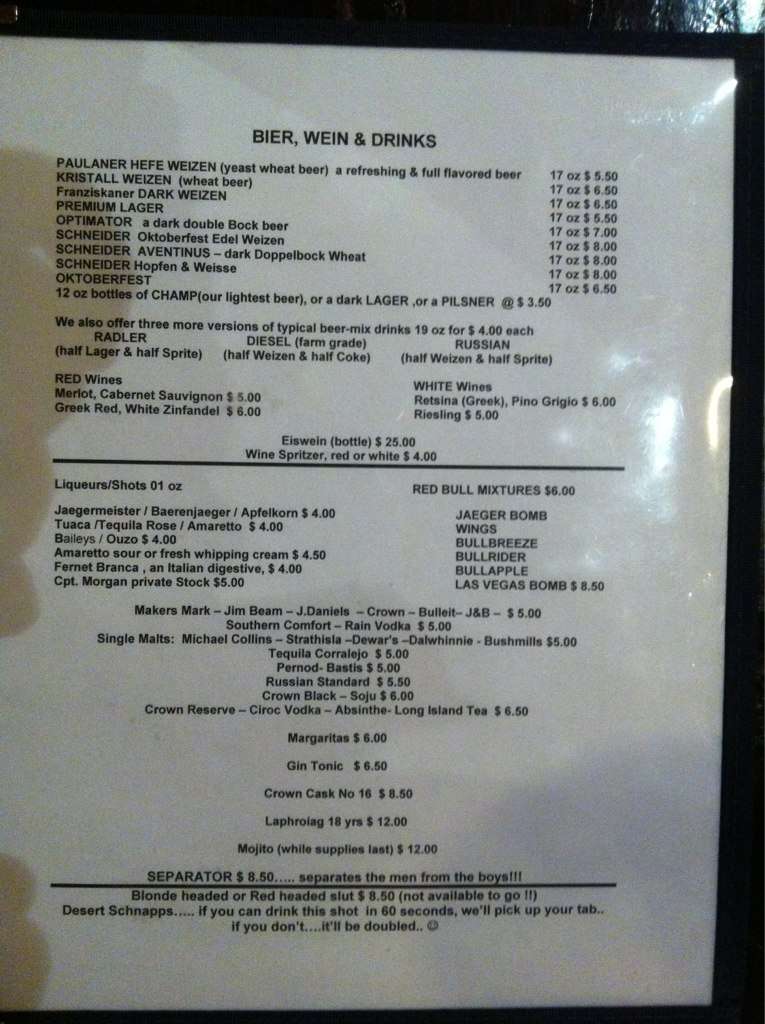 BIER, WEIN & DRINKS
PAULANER HEFE WEIZEN (yeast wheat beer) a refreshing & full flavored beer 17 oz $ 5.50
KRISTALL WEIZEN (wheat beer) 17 oz $ 6.50
Franziskaner DARK WEIZEN 17 oz $ 6.50
PREMIUM LAGER 17 oz $ 5.50
OPTIMATOR a dark double Bock beer 17 oz $ 7.00
SCHNEIDER Oktoberfest Edel Weizen 17 oz $ 8.00
SCHNEIDER AVENTINUS – dark Doppelbock Wheat 17 oz $ 8.00
SCHNEIDER Hopfen & Weisse 17 oz $ 8.00
OKTOBERFEST 17 oz $ 6.50
12 oz bottles of CHAMP(our lightest beer), or a dark LAGER ,or a PILSNER @ $ 3.50
We also offer three more versions of typical beer-mix drinks 19 oz for $ 4.00 each
RADLER DIESEL (farm grade) RUSSIAN
(half Lager & half Sprite) (half Weizen & half Coke) (half Weizen & half Sprite)
RED Wines WHITE Wines
Merlot, Cabernet Sauvignon $ 5.00 Retsina (Greek), Pino Grigio $ 6.00
Greek Red, White Zinfandel $ 6.00 Riesling $ 5.00
Eiswein (bottle) $ 25.00
Wine Spritzer, red or white $ 4.00
Liqueurs/Shots 01 oz RED BULL MIXTURES $6.00
Jaegermeister / Baerenjaeger / Apfelkorn $ 4.00 JAEGER BOMB
Tuaca /Tequila Rose / Amaretto $ 4.00 WINGS
Baileys / Ouzo $ 4.00 BULLBREEZE
Amaretto sour or fresh whipping cream $ 4.50 BULLRIDER
Fernet Branca , an Italian digestive, $ 4.00 BULLAPPLE
Cpt. Morgan private Stock $5.00 LAS VEGAS BOMB $ 8.50
Makers Mark – Jim Beam – J.Daniels – Crown – Bulleit– J&B – $ 5.00
Southern Comfort – Rain Vodka $ 5.00
Single Malts: Michael Collins – Strathisla –Dewar's –Dalwhinnie - Bushmills $5.00
Tequila Corralejo $ 5.00
Pernod- Bastis $ 5.00
Russian Standard $ 5.50
Crown Black – Soju $ 6.00
Crown Reserve – Ciroc Vodka – Absinthe- Long Island Tea $ 6.50
Margaritas $ 6.00
Gin Tonic $ 6.50
Crown Cask No 16 $ 8.50
Laphroiag 18 yrs $ 12.00
Mojito (while supplies last) $ 12.00
SEPARATOR $ 8.50..... separates the men from the boys!!!
Blonde headed or Red headed slut $ 8.50 (not available to go !!)
Desert Schnapps..... if you can drink this shot in 60 seconds, we'll pick up your tab..
if you don't....it'll be doubled.. ☺